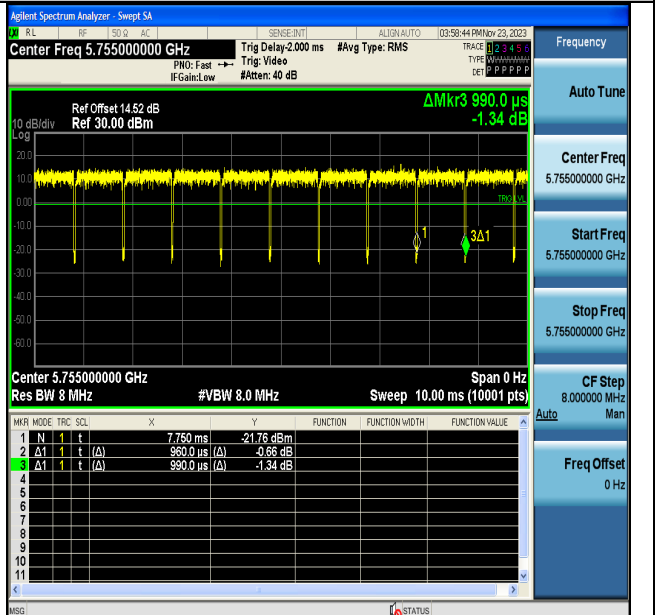 Agilent Spectrum Analyzer - Swept SA
LXI RL RF 50 Ω AC SENSE:INT ALIGN AUTO 03:58:44 PM Nov 23, 2023
Center Freq 5.755000000 GHz
Trig Delay-2.000 ms #Avg Type: RMS
TRACE 1 2 3 4 5 6
PNO: Fast Trig: Video
TYPE WWWWWW
IFGain:Low #Atten: 40 dB
DET P P P P P P
Frequency
Auto Tune
ΔMkr3 990.0 µs
-1.34 dB
Ref Offset 14.52 dB
10 dB/div Ref 30.00 dBm
Log
20.0
10.0
0.00
TRIG LVL
-10.0
1
3Δ1
-20.0
-30.0
-40.0
-50.0
-60.0
Center Freq
5.755000000 GHz
Start Freq
5.755000000 GHz
Stop Freq
5.755000000 GHz
CF Step
8.000000 MHz
Auto Man
Freq Offset
0 Hz
Center 5.755000000 GHz Span 0 Hz
Res BW 8 MHz #VBW 8.0 MHz Sweep 10.00 ms (10001 pts)
MKR MODE TRC SCL X Y FUNCTION FUNCTION WIDTH FUNCTION VALUE
1 N 1 t 7.750 ms -21.76 dBm
2 Δ1 1 t (Δ) 960.0 µs (Δ) -0.66 dB
3 Δ1 1 t (Δ) 990.0 µs (Δ) -1.34 dB
4
5
6
7
8
9
10
11
MSG STATUS